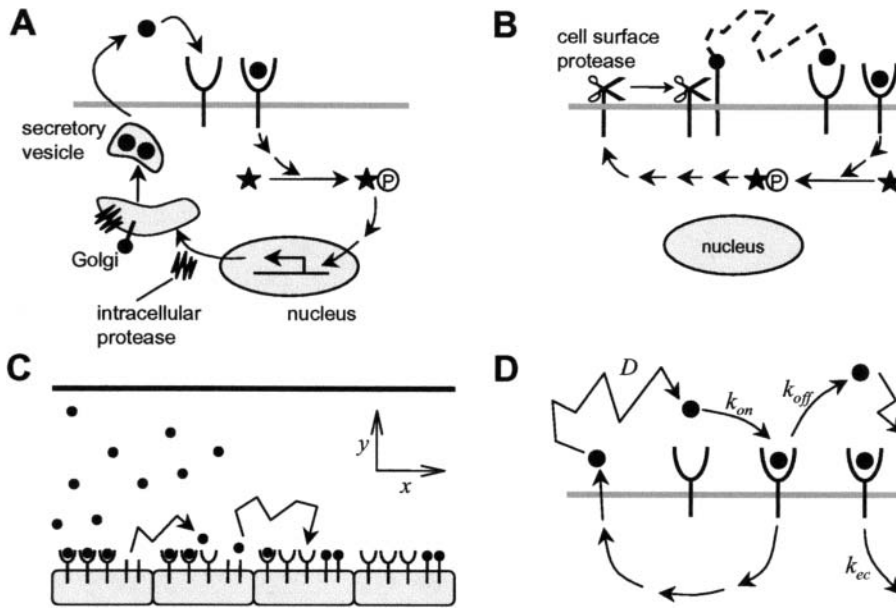 A
secretory
vesicle
P
Golgi
intracellular
protease
nucleus
B
cell surface
protease
P
nucleus
C
y
x
D
D
k_on
k_off
k_ec